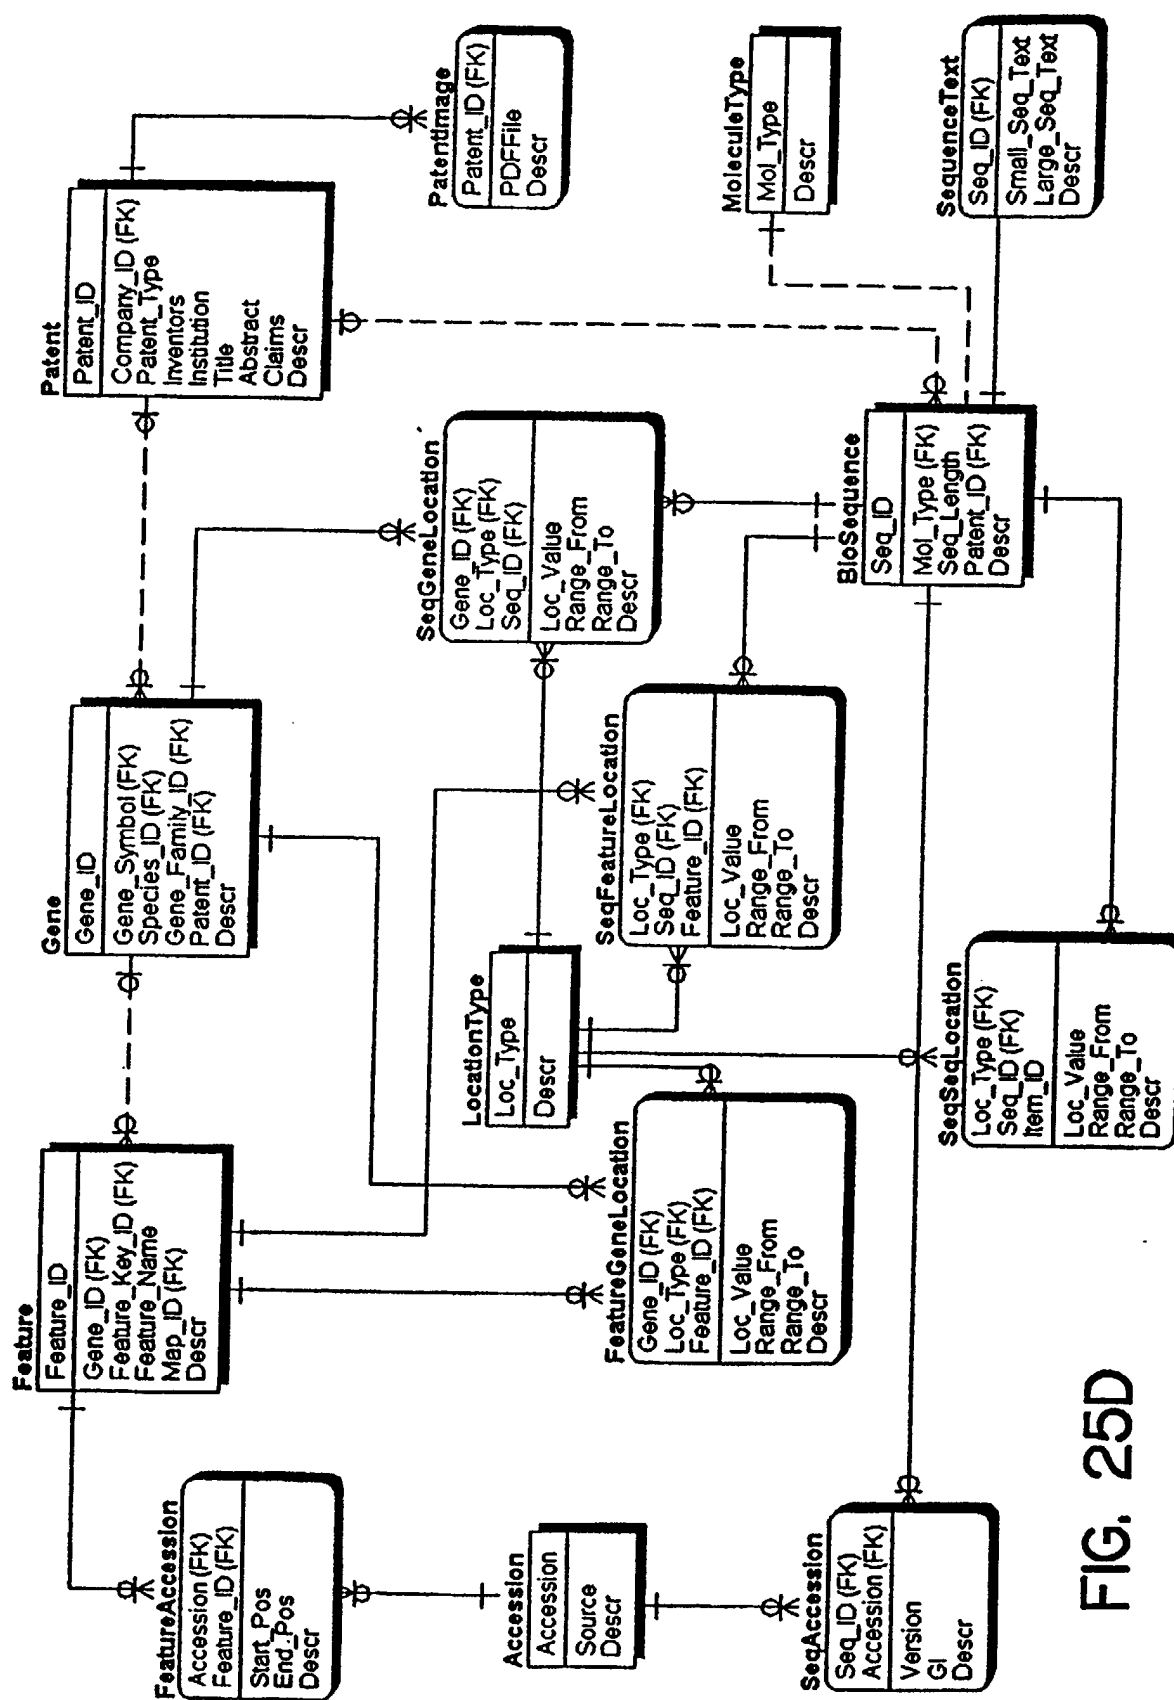 Feature
Feature_ID
Gene_ID (FK)
Feature_Key_ID (FK)
Feature_Name
Map_ID (FK)
Descr
Gene
Gene_ID
Gene_Symbol (FK)
Species_ID (FK)
Gene_Family_ID (FK)
Patent_ID (FK)
Descr
Patent
Patent_ID
Company_ID (FK)
Patent_Type
Inventors
Institution
Title
Abstract
Claims
Descr
FeatureAccession
Accession (FK)
Feature_ID (FK)
Start_Pos
End_Pos
Descr
SeqGeneLocation
Gene_ID (FK)
Loc_Type (FK)
Seq_ID (FK)
Loc_Value
Range_From
Range_To
Descr
PatentImage
Patent_ID (FK)
PDFFile
Descr
LocationType
Loc_Type
Descr
Accession
Accession
Source
Descr
FeatureGeneLocation
Gene_ID (FK)
Loc_Type (FK)
Feature_ID (FK)
Loc_Value
Range_From
Range_To
Descr
SeqFeatureLocation
Loc_Type (FK)
Seq_ID (FK)
Feature_ID (FK)
Loc_Value
Range_From
Range_To
Descr
MoleculeType
Mol_Type
Descr
SeqAccession
Seq_ID (FK)
Accession (FK)
Version
GI
Descr
BioSequence
Seq_ID
Mol_Type (FK)
Seq_Length
Patent_ID (FK)
Descr
SeqSeqLocation
Loc_Type (FK)
Seq_ID (FK)
Item_ID
Loc_Value
Range_From
Range_To
Descr
SequenceText
Seq_ID (FK)
Small_Seq_Text
Large_Seq_Text
Descr
FIG. 25D